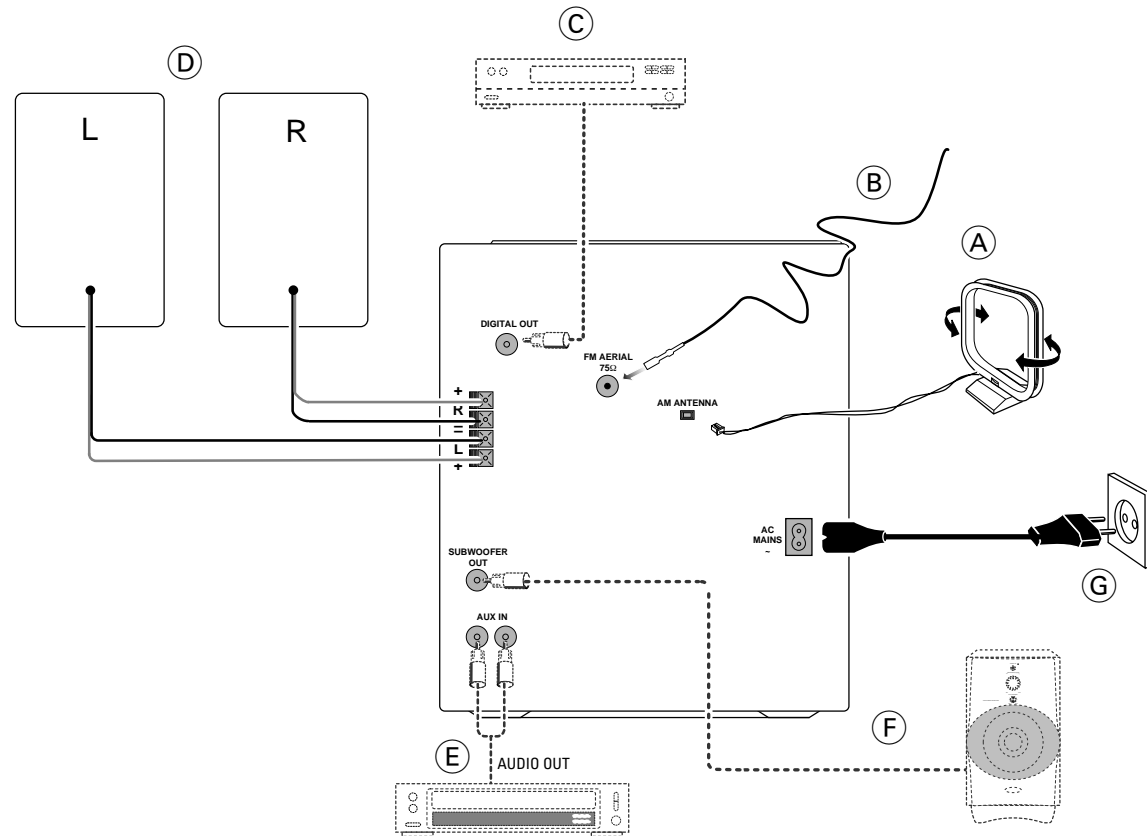 C
D
L
R
B
A
DIGITAL OUT
FM AERIAL
75Ω
AM ANTENNA
+
R
–
–
L
+
AC
MAINS
~
SUBWOOFER
OUT
G
AUX IN
F
E
AUDIO OUT